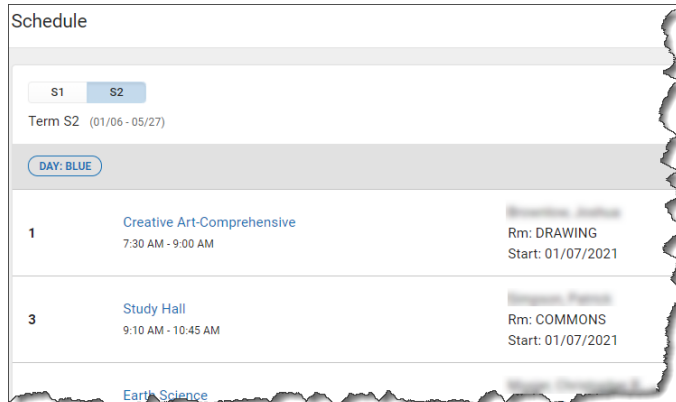 Schedule
S1 S2
Term S2 (01/06 - 05/27)
DAY: BLUE
1
Creative Art-Comprehensive
7:30 AM - 9:00 AM
Rm: DRAWING
Start: 01/07/2021
3
Study Hall
9:10 AM - 10:45 AM
Rm: COMMONS
Start: 01/07/2021
Earth Science